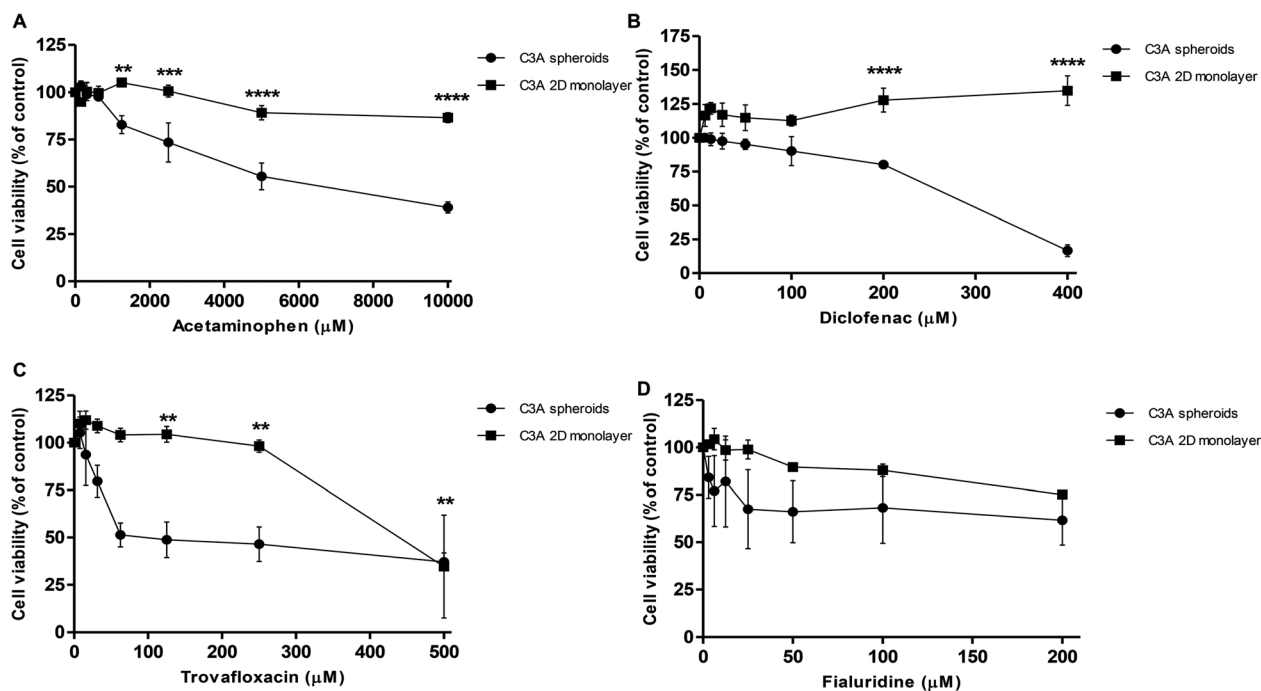 A
125
100
75
50
25
0
Cell viability (% of control)
** *** **** ****
C3A spheroids
C3A 2D monolayer
0 2000 4000 6000 8000 10000
Acetaminophen (μM)
B
175
150
125
100
75
50
25
0
Cell viability (% of control)
**** ****
C3A spheroids
C3A 2D monolayer
0 100 200 300 400
Diclofenac (μM)
C
125
100
75
50
25
0
Cell viability (% of control)
** ** **
C3A spheroids
C3A 2D monolayer
0 100 200 300 400 500
Trovafloxacin (μM)
D
125
100
75
50
25
0
Cell viability (% of control)
C3A spheroids
C3A 2D monolayer
0 50 100 150 200
Fialuridine (μM)